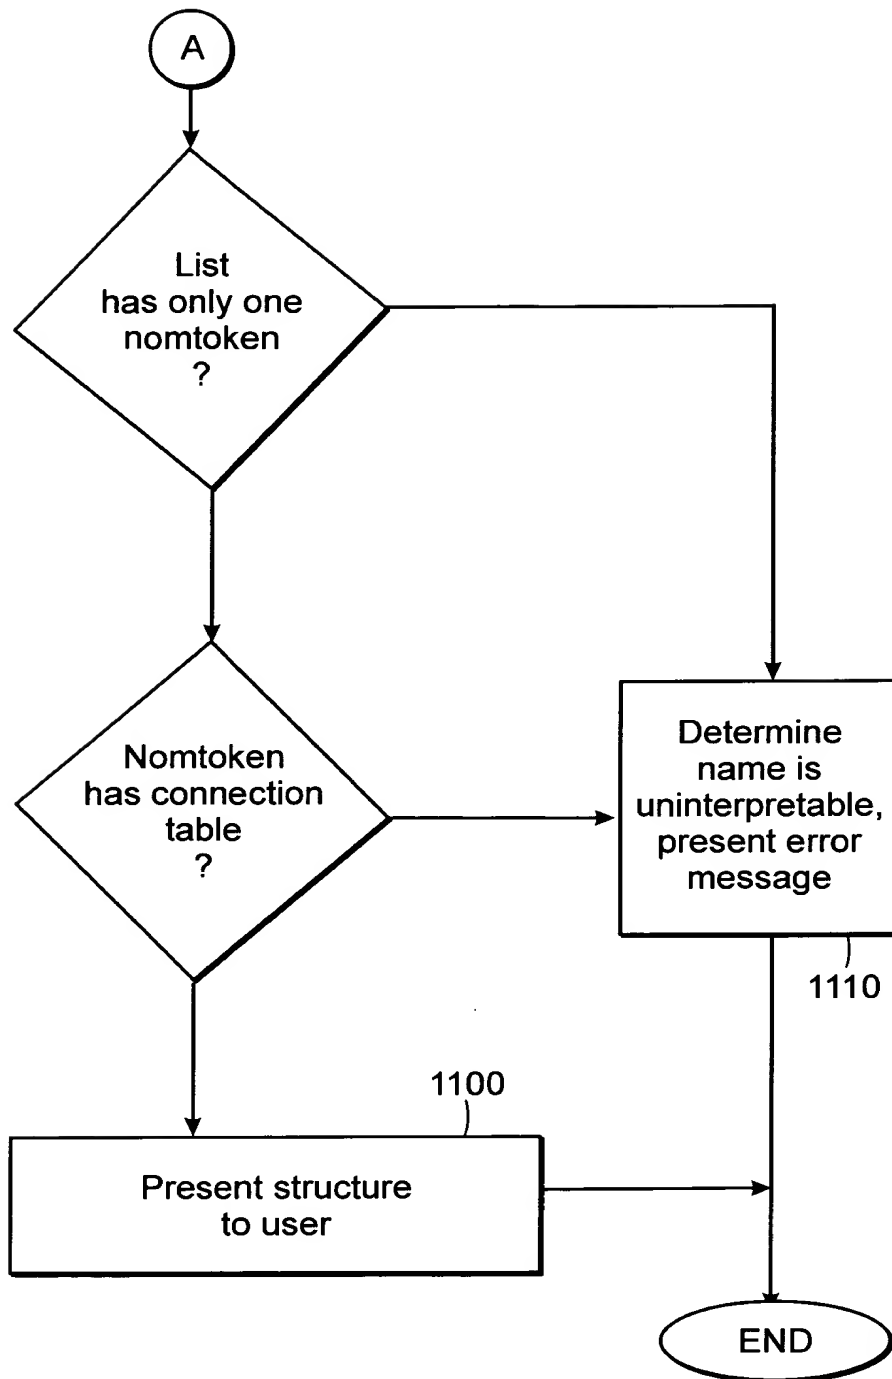 A
List
has only one
nomtoken
?
Nomtoken
has connection
table
?
Determine
name is
uninterpretable,
present error
message
1110
1100
Present structure
to user
END